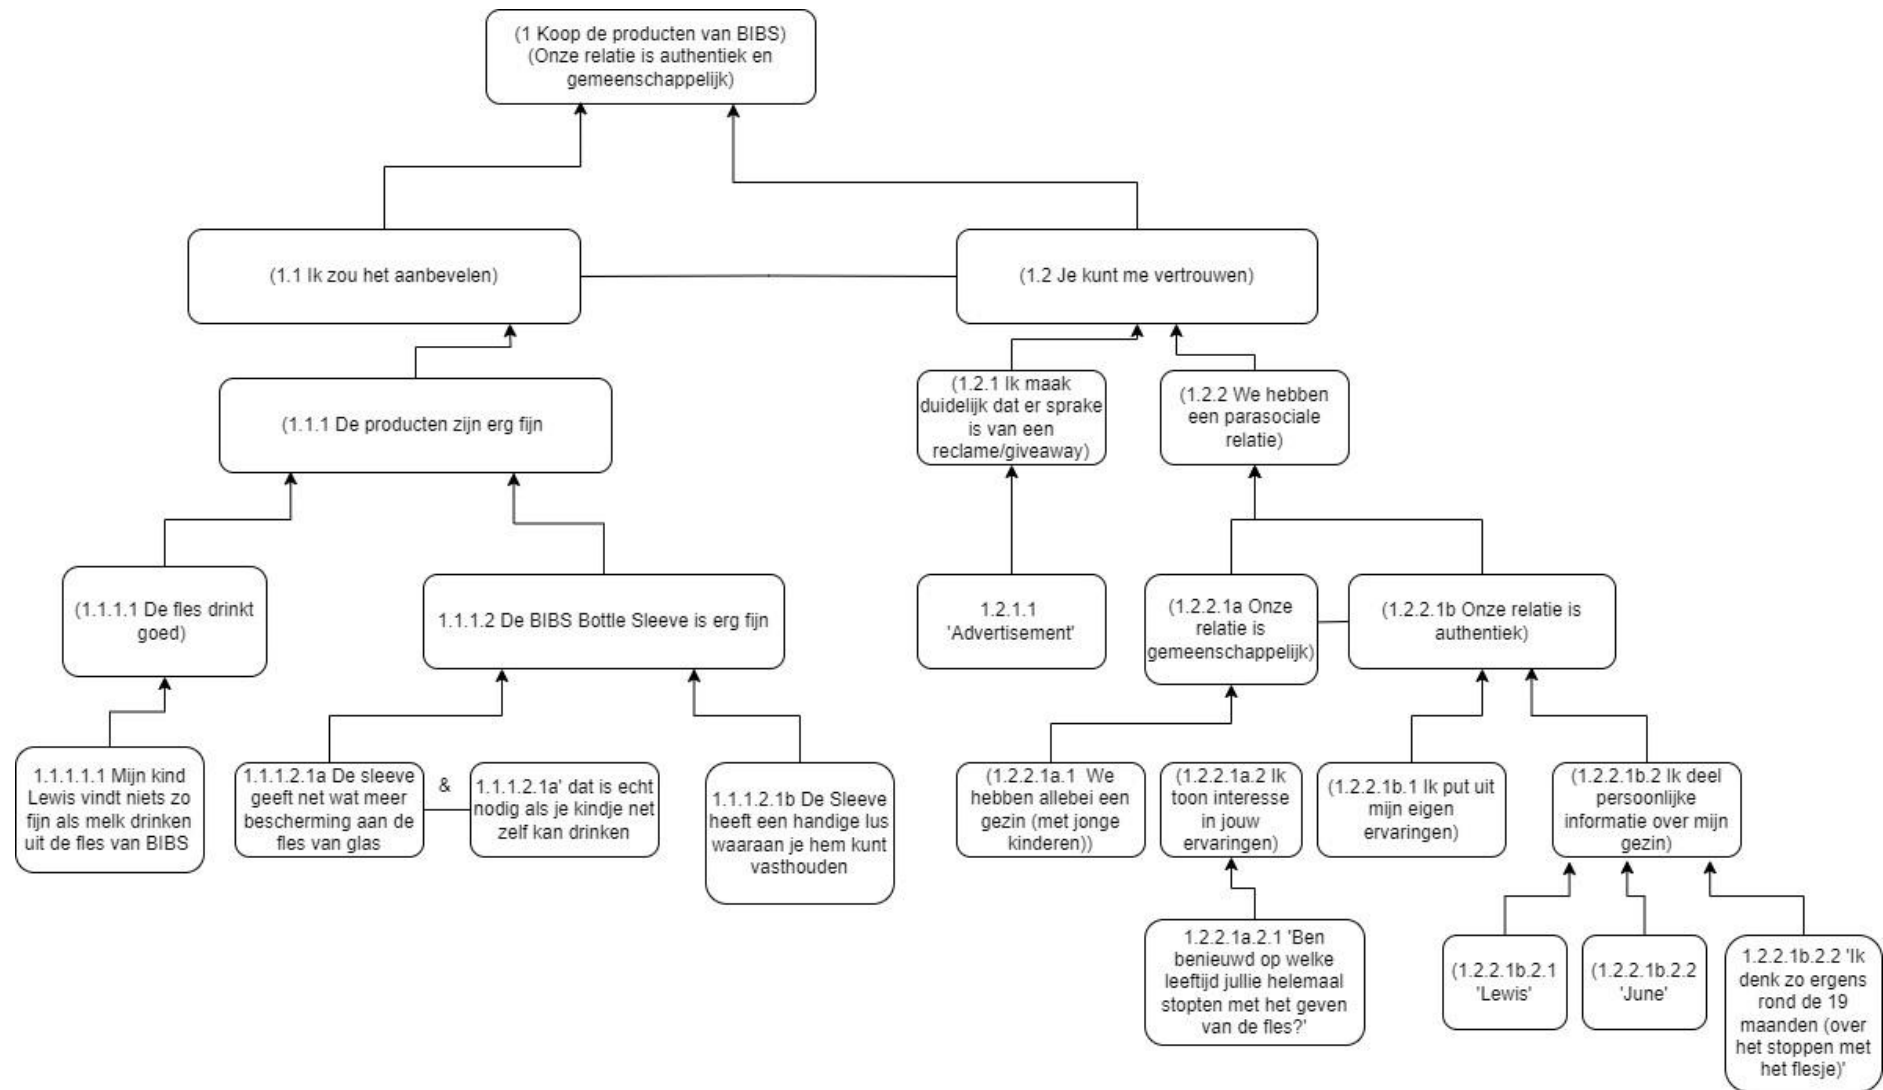 (1 Koop de producten van BIBS)
(Onze relatie is authentiek en
gemeenschappelijk)
(1.1 Ik zou het aanbevelen)
(1.2 Je kunt me vertrouwen)
(1.1.1 De producten zijn erg fijn
(1.2.1 Ik maak
duidelijk dat er sprake
is van een
reclame/giveaway)
(1.2.2 We hebben
een parasociale
relatie)
(1.1.1.1 De fles drinkt
goed)
1.1.1.2 De BIBS Bottle Sleeve is erg fijn
1.2.1.1
'Advertisement'
(1.2.2.1a Onze
relatie is
gemeenschappelijk)
(1.2.2.1b Onze relatie is
authentiek)
1.1.1.1.1 Mijn kind
Lewis vindt niets zo
fijn als melk drinken
uit de fles van BIBS
1.1.1.2.1a De sleeve
geeft net wat meer
bescherming aan de
fles van glas
&
1.1.1.2.1a' dat is echt
nodig als je kindje net
zelf kan drinken
1.1.1.2.1b De Sleeve
heeft een handige lus
waaraan je hem kunt
vasthouden
(1.2.2.1a.1 We
hebben allebei een
gezin (met jonge
kinderen))
(1.2.2.1a.2 Ik
toon interesse
in jouw
ervaringen)
(1.2.2.1b.1 Ik put uit
mijn eigen
ervaringen)
(1.2.2.1b.2 Ik deel
persoonlijke
informatie over mijn
gezin)
1.2.2.1a.2.1 'Ben
benieuwd op welke
leeftijd jullie helemaal
stopten met het geven
van de fles?'
(1.2.2.1b.2.1
'Lewis'
(1.2.2.1b.2.2
'June'
1.2.2.1b.2.2 'Ik
denk zo ergens
rond de 19
maanden (over
het stoppen met
het flesje)'